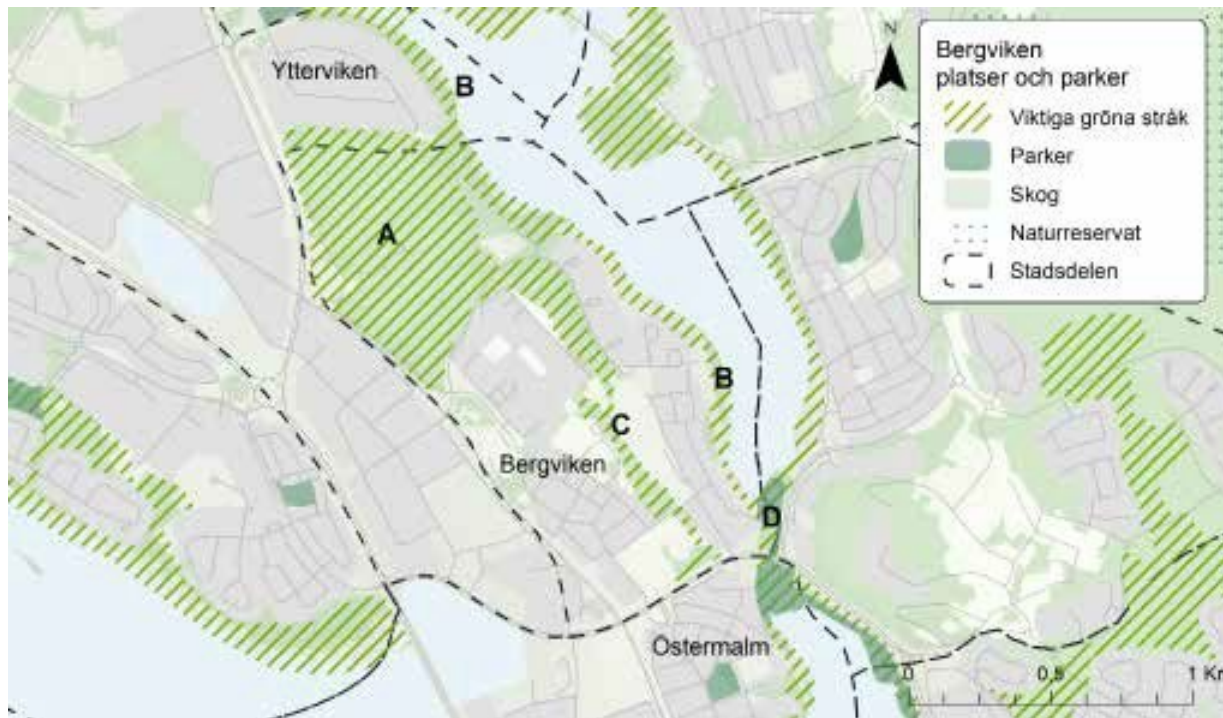 Ytterviken
B
N
Bergviken
platser och parker
Viktiga gröna stråk
Parker
Skog
Naturreservat
Stadsdelen
A
B
C
Bergviken
D
Östermalm
0
0,5
1 Km